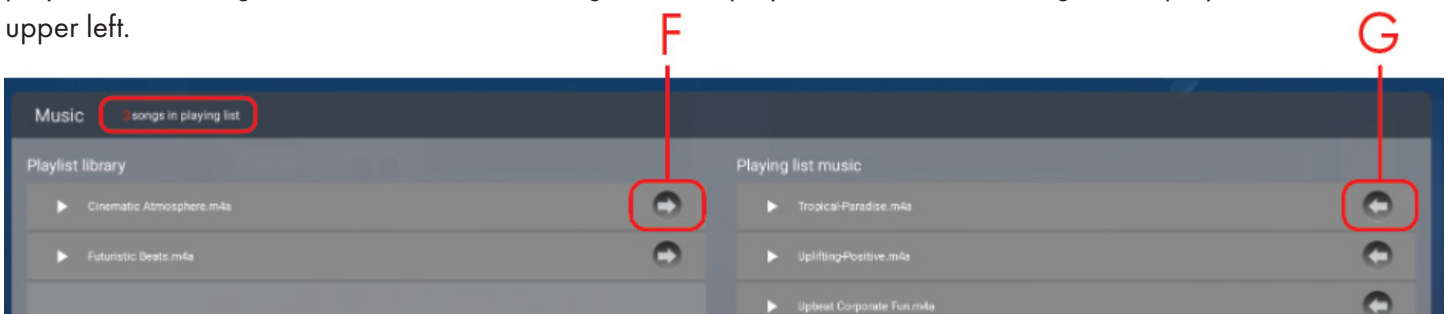 upper left.
F
G
Music 3 songs in playing list
Playlist library
Playing list music
Cinematic Atmosphere.m4a
Tropical-Paradise.m4a
Futuristic Beats.m4a
Uplifting-Positive.m4a
Upbeat Corporate Fun.m4a